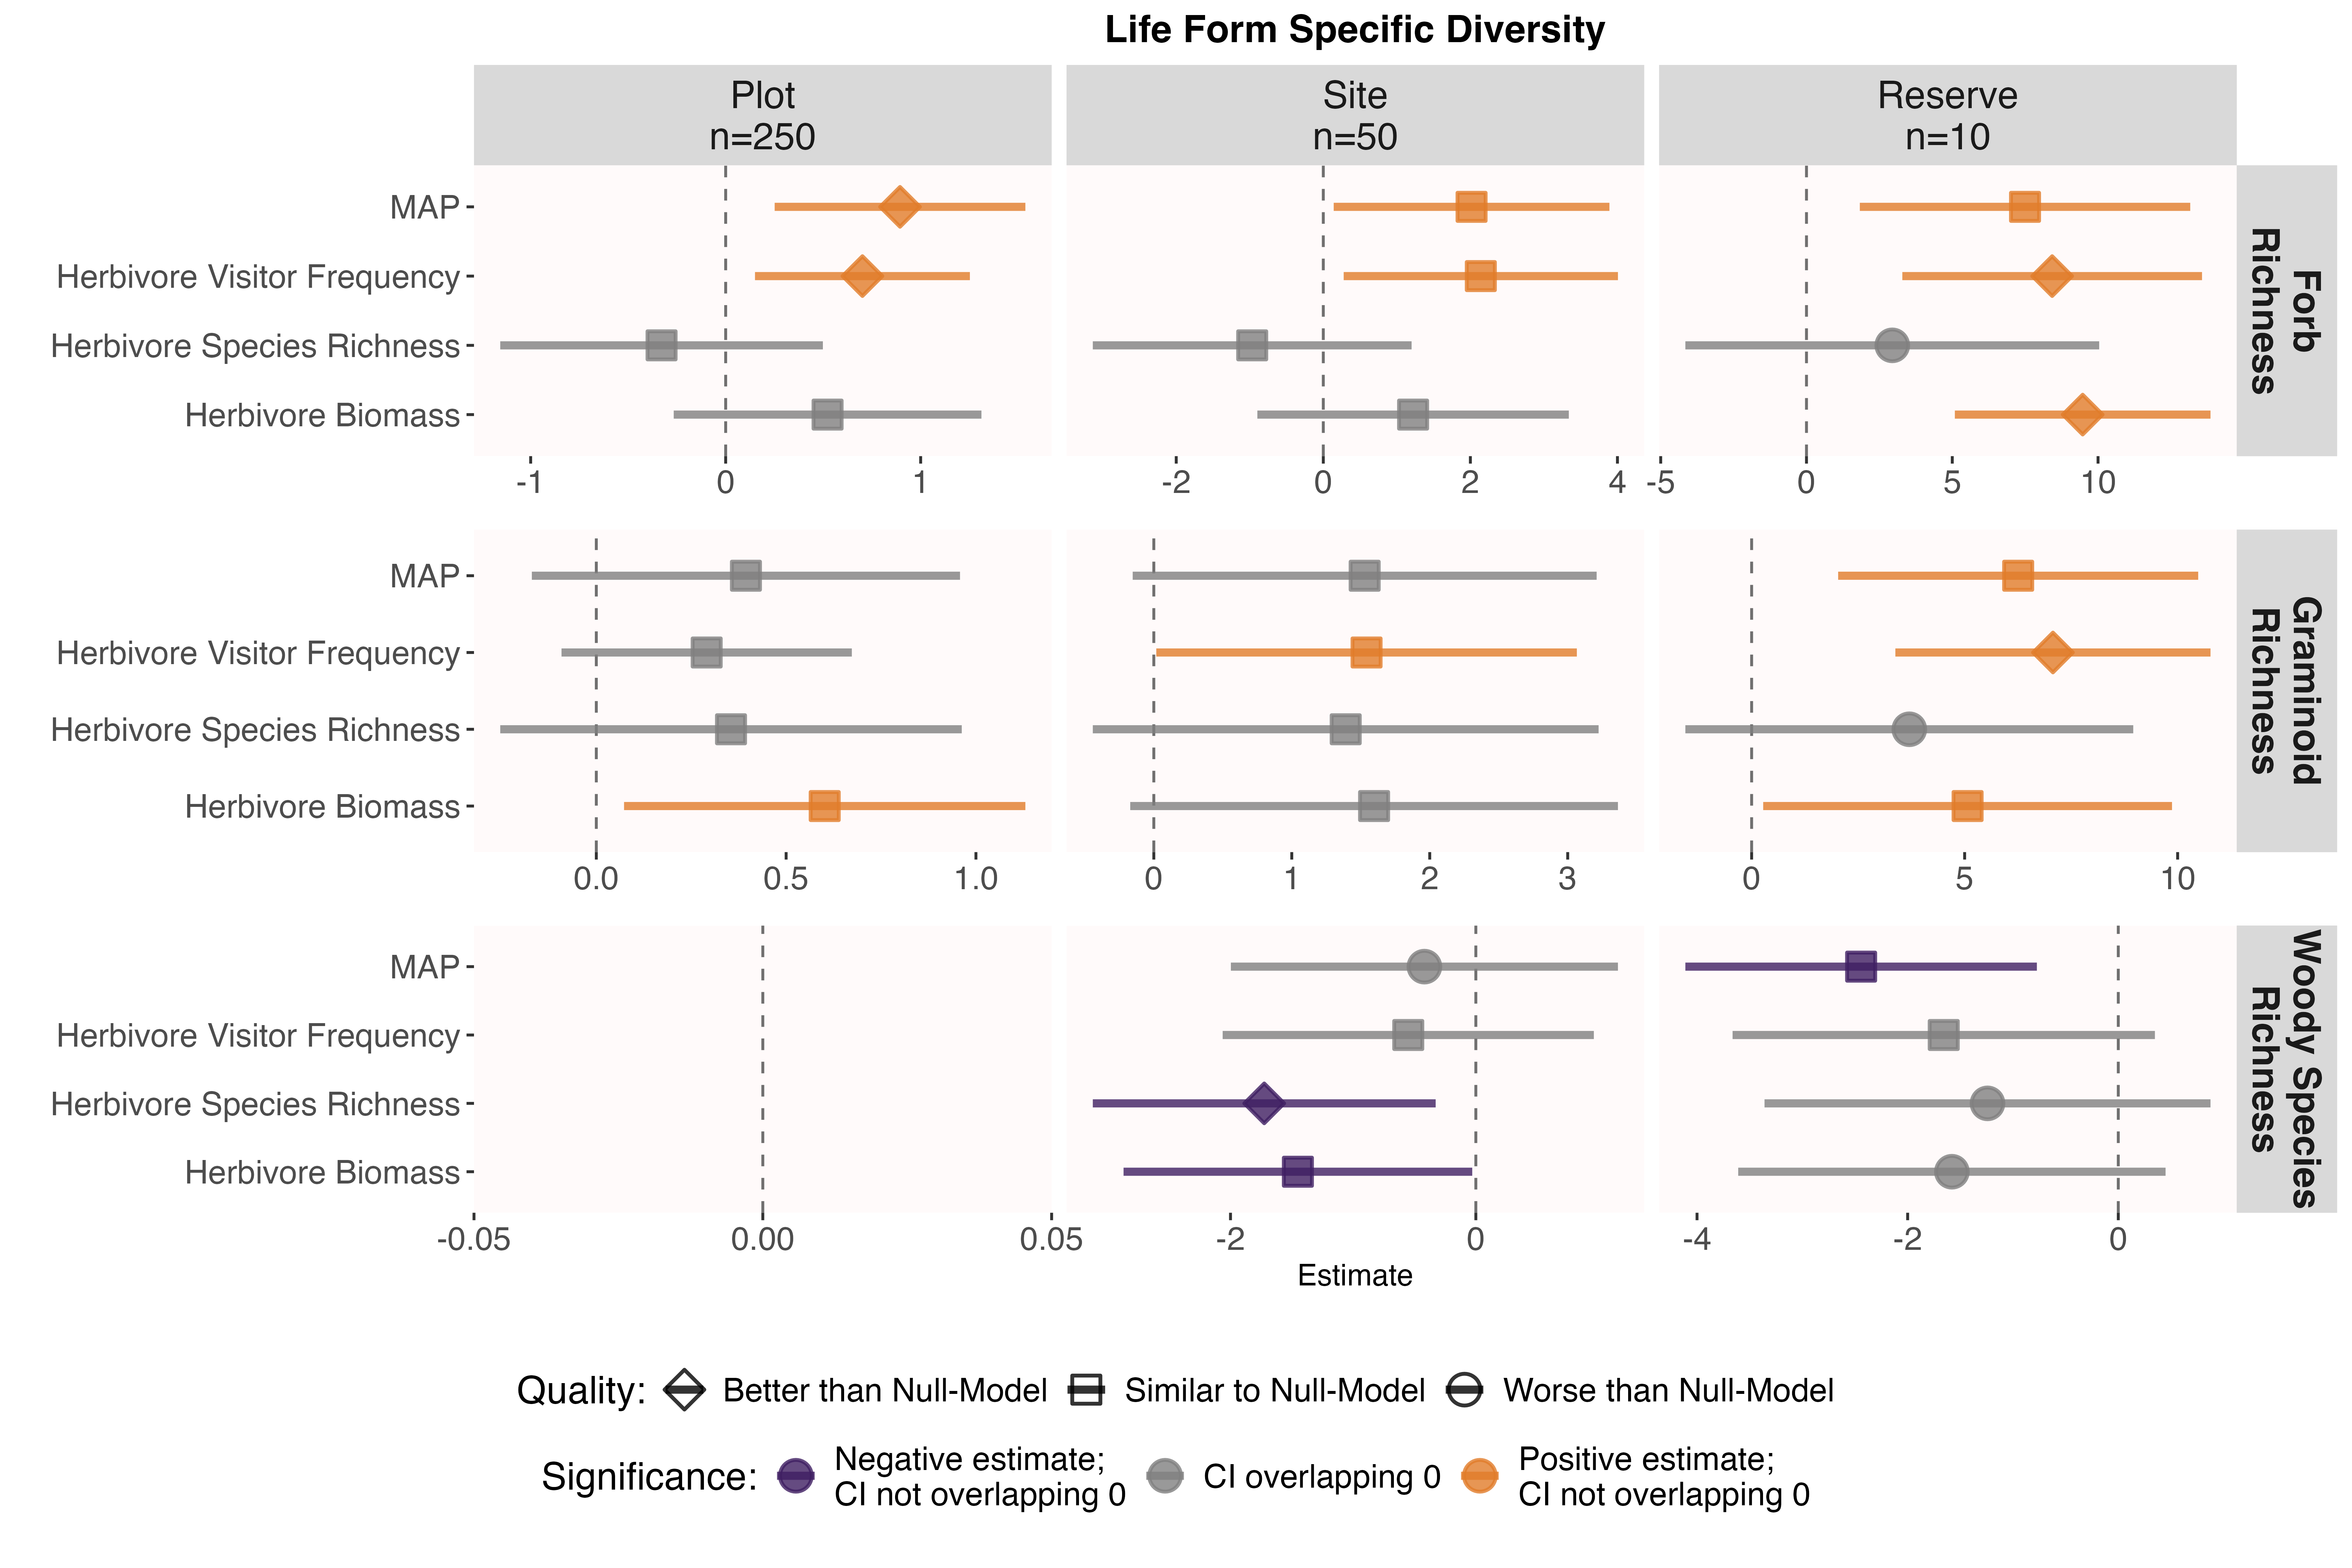 Life Form Specific Diversity
Plot
n=250
Site
n=50
Reserve
n=10
MAP
Herbivore Visitor Frequency
Herbivore Species Richness
Herbivore Biomass
Forb
Richness
-1 0 1
-2 0 2 4
-5 0 5 10
MAP
Herbivore Visitor Frequency
Herbivore Species Richness
Herbivore Biomass
Graminoid
Richness
0.0 0.5 1.0
0 1 2 3
0 5 10
MAP
Herbivore Visitor Frequency
Herbivore Species Richness
Herbivore Biomass
Woody Species
Richness
-0.05 0.00 0.05
-2 0
-4 -2 0
Estimate
Quality: Better than Null-Model Similar to Null-Model Worse than Null-Model
Significance:
Negative estimate;
CI not overlapping 0
CI overlapping 0
Positive estimate;
CI not overlapping 0